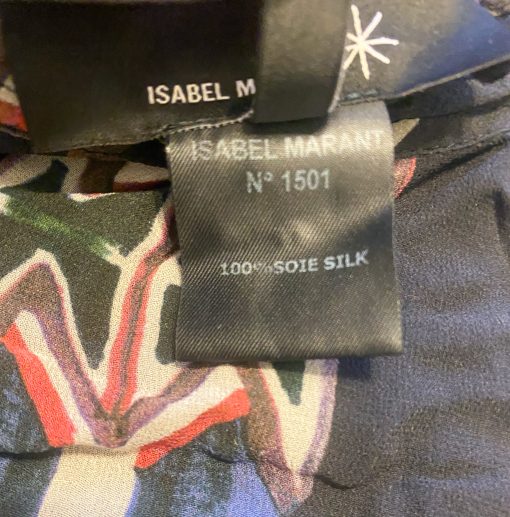 ISABEL M
ISABEL MARANT
N° 1501
100% SOIE SILK